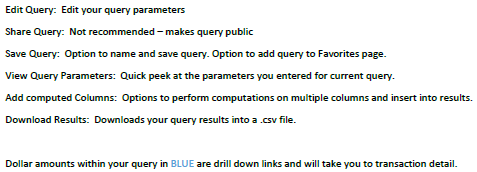 Edit Query:  Edit your query parameters
Share Query:  Not recommended – makes query public
Save Query:  Option to name and save query. Option to add query to Favorites page.
View Query Parameters:  Quick peek at the parameters you entered for current query.
Add computed Columns:  Options to perform computations on multiple columns and insert into results.
Download Results:  Downloads your query results into a .csv file.
Dollar amounts within your query in BLUE are drill down links and will take you to transaction detail.